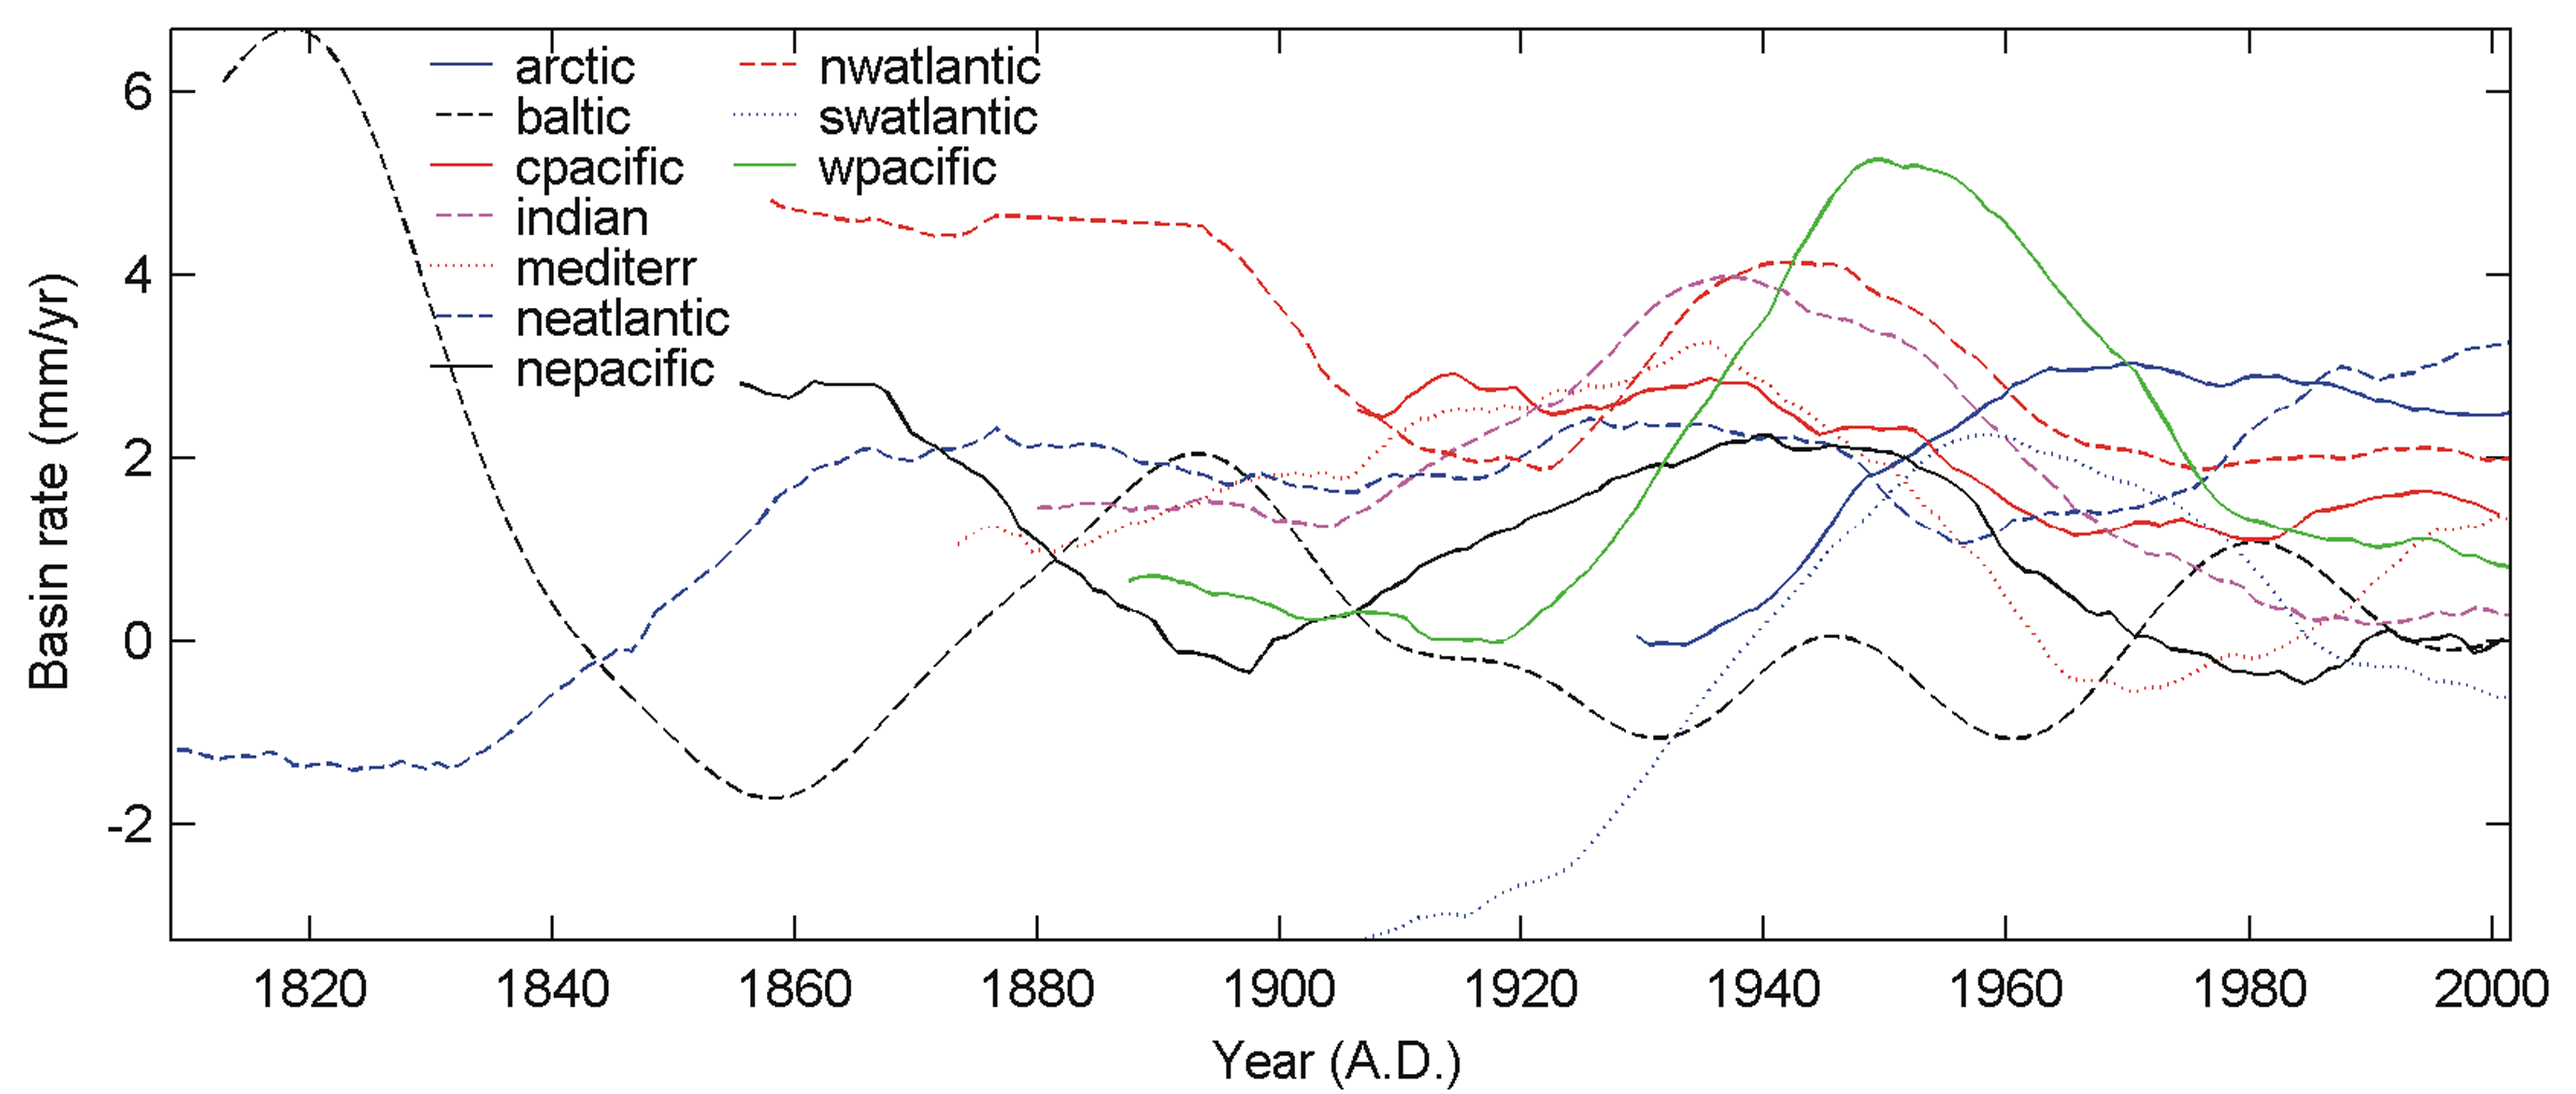 arctic
baltic
cpacific
indian
mediterr
neatlantic
nepacific
nwatlantic
swatlantic
wpacific
Basin rate (mm/yr)
6
4
2
0
-2
1820 1840 1860 1880 1900 1920 1940 1960 1980 2000
Year (A.D.)